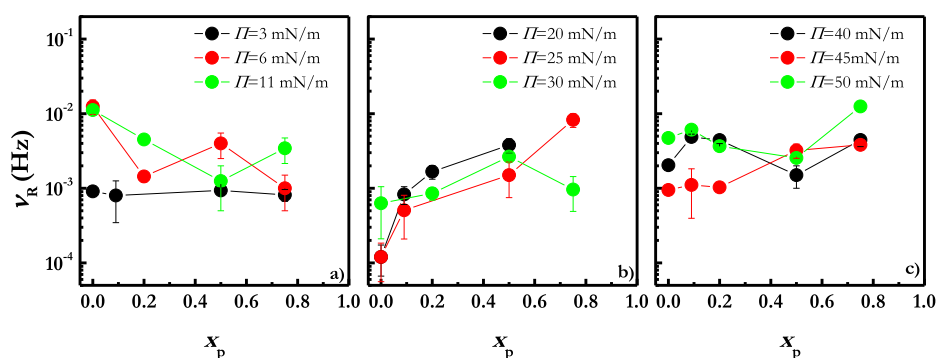 ν_R (Hz)
10^-1
10^-2
10^-3
10^-4
Π=3 mN/m
Π=6 mN/m
Π=11 mN/m
a)
0.0 0.2 0.4 0.6 0.8 1.0
x_p
Π=20 mN/m
Π=25 mN/m
Π=30 mN/m
b)
0.0 0.2 0.4 0.6 0.8 1.0
x_p
Π=40 mN/m
Π=45mN/m
Π=50 mN/m
c)
0.0 0.2 0.4 0.6 0.8 1.0
x_p